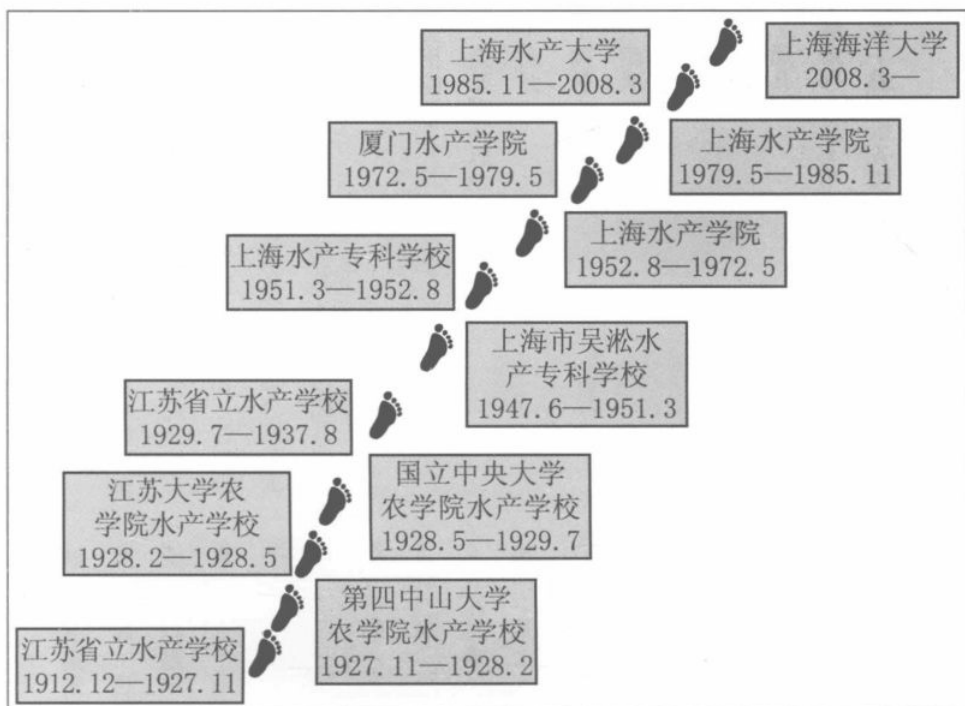 上海水产大学
1985.11—2008.3
上海海洋大学
2008.3—
厦门水产学院
1972.5—1979.5
上海水产学院
1979.5—1985.11
上海水产专科学校
1951.3—1952.8
上海水产学院
1952.8—1972.5
上海市吴淞水
产专科学校
1947.6—1951.3
江苏省立水产学校
1929.7—1937.8
江苏大学农
学院水产学校
1928.2—1928.5
国立中央大学
农学院水产学校
1928.5—1929.7
江苏省立水产学校
1912.12—1927.11
第四中山大学
农学院水产学校
1927.11—1928.2